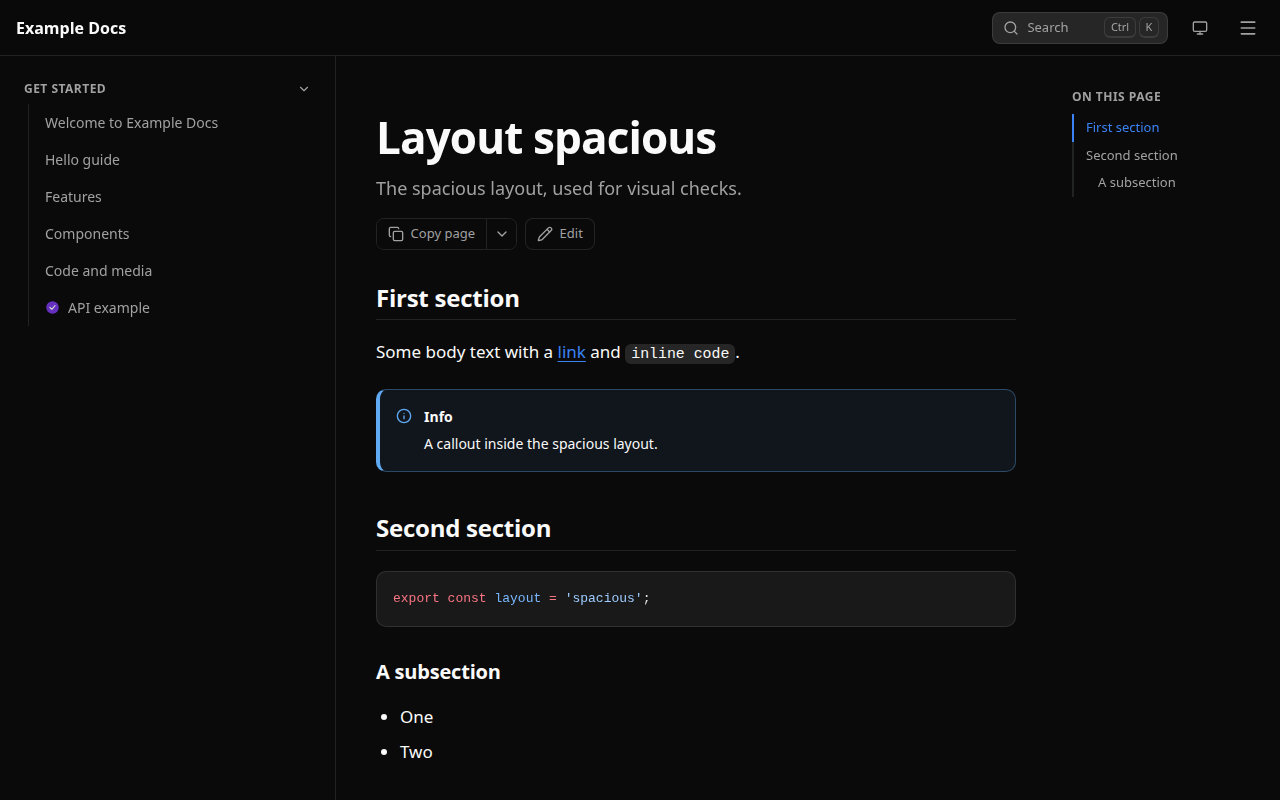 Example Docs
Search Ctrl K
GET STARTED
Welcome to Example Docs
Hello guide
Features
Components
Code and media
API example
Layout spacious
The spacious layout, used for visual checks.
Copy page
Edit
First section
Some body text with a link and inline code.
Info
A callout inside the spacious layout.
Second section
export const layout = 'spacious';
A subsection
One
Two
ON THIS PAGE
First section
Second section
A subsection